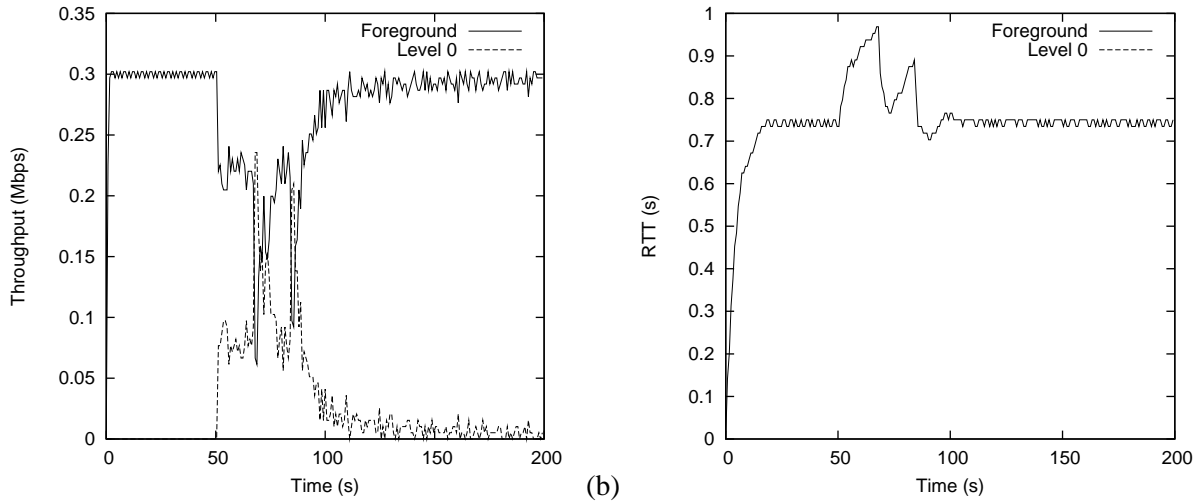 0.35
0.3
0.25
0.2
0.15
0.1
0.05
0
0 50 100 150 200
Throughput (Mbps)
Time (s)
Foreground
Level 0
(b)
1
0.9
0.8
0.7
0.6
0.5
0.4
0.3
0.2
0.1
0
0 50 100 150 200
RTT (s)
Time (s)
Foreground
Level 0